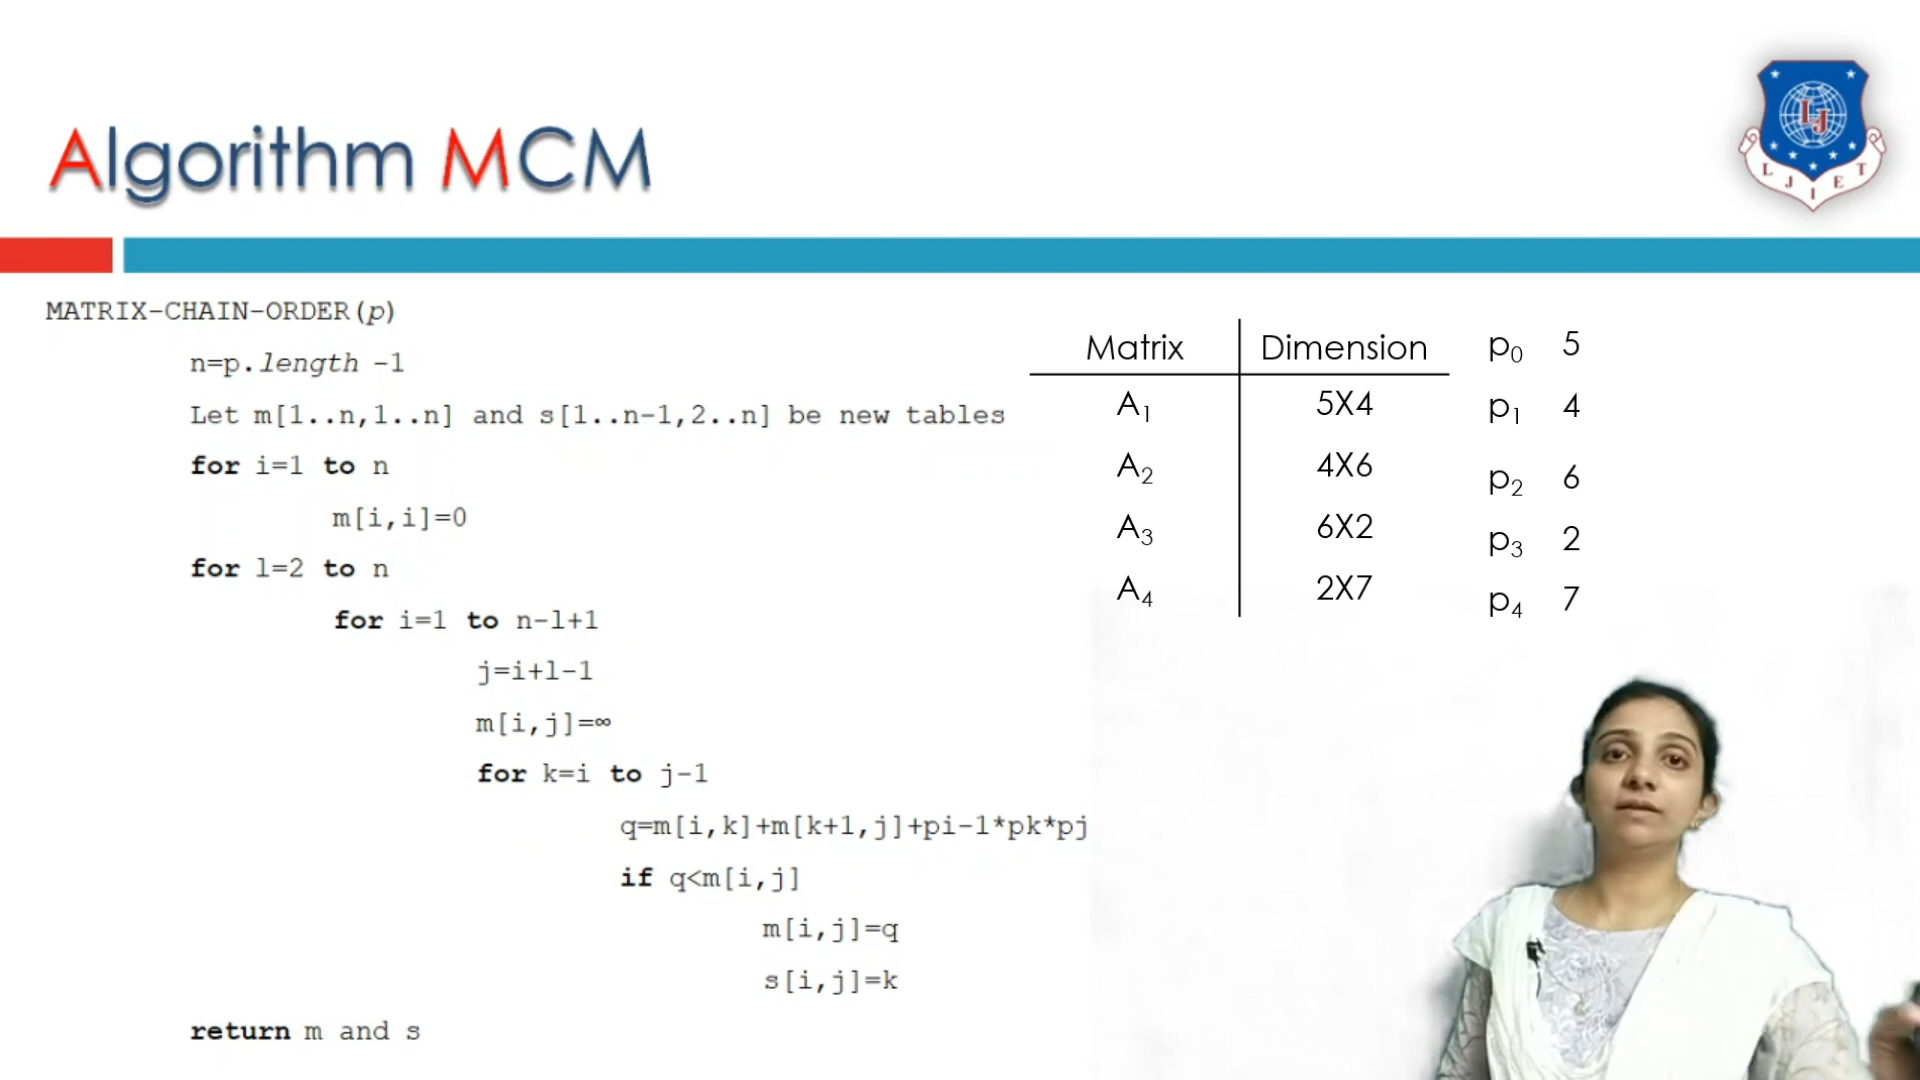 Algorithm MCM
LJIET
MATRIX-CHAIN-ORDER(p)
n=p.length -1
Let m[1..n,1..n] and s[1..n-1,2..n] be new tables
for i=1 to n
m[i,i]=0
for l=2 to n
for i=1 to n-l+1
j=i+l-1
m[i,j]=∞
for k=i to j-1
q=m[i,k]+m[k+1,j]+pi-1*pk*pj
if q<m[i,j]
m[i,j]=q
s[i,j]=k
return m and s
Matrix Dimension p₀ 5
A₁ 5X4 p₁ 4
A₂ 4X6 p₂ 6
A₃ 6X2 p₃ 2
A₄ 2X7 p₄ 7